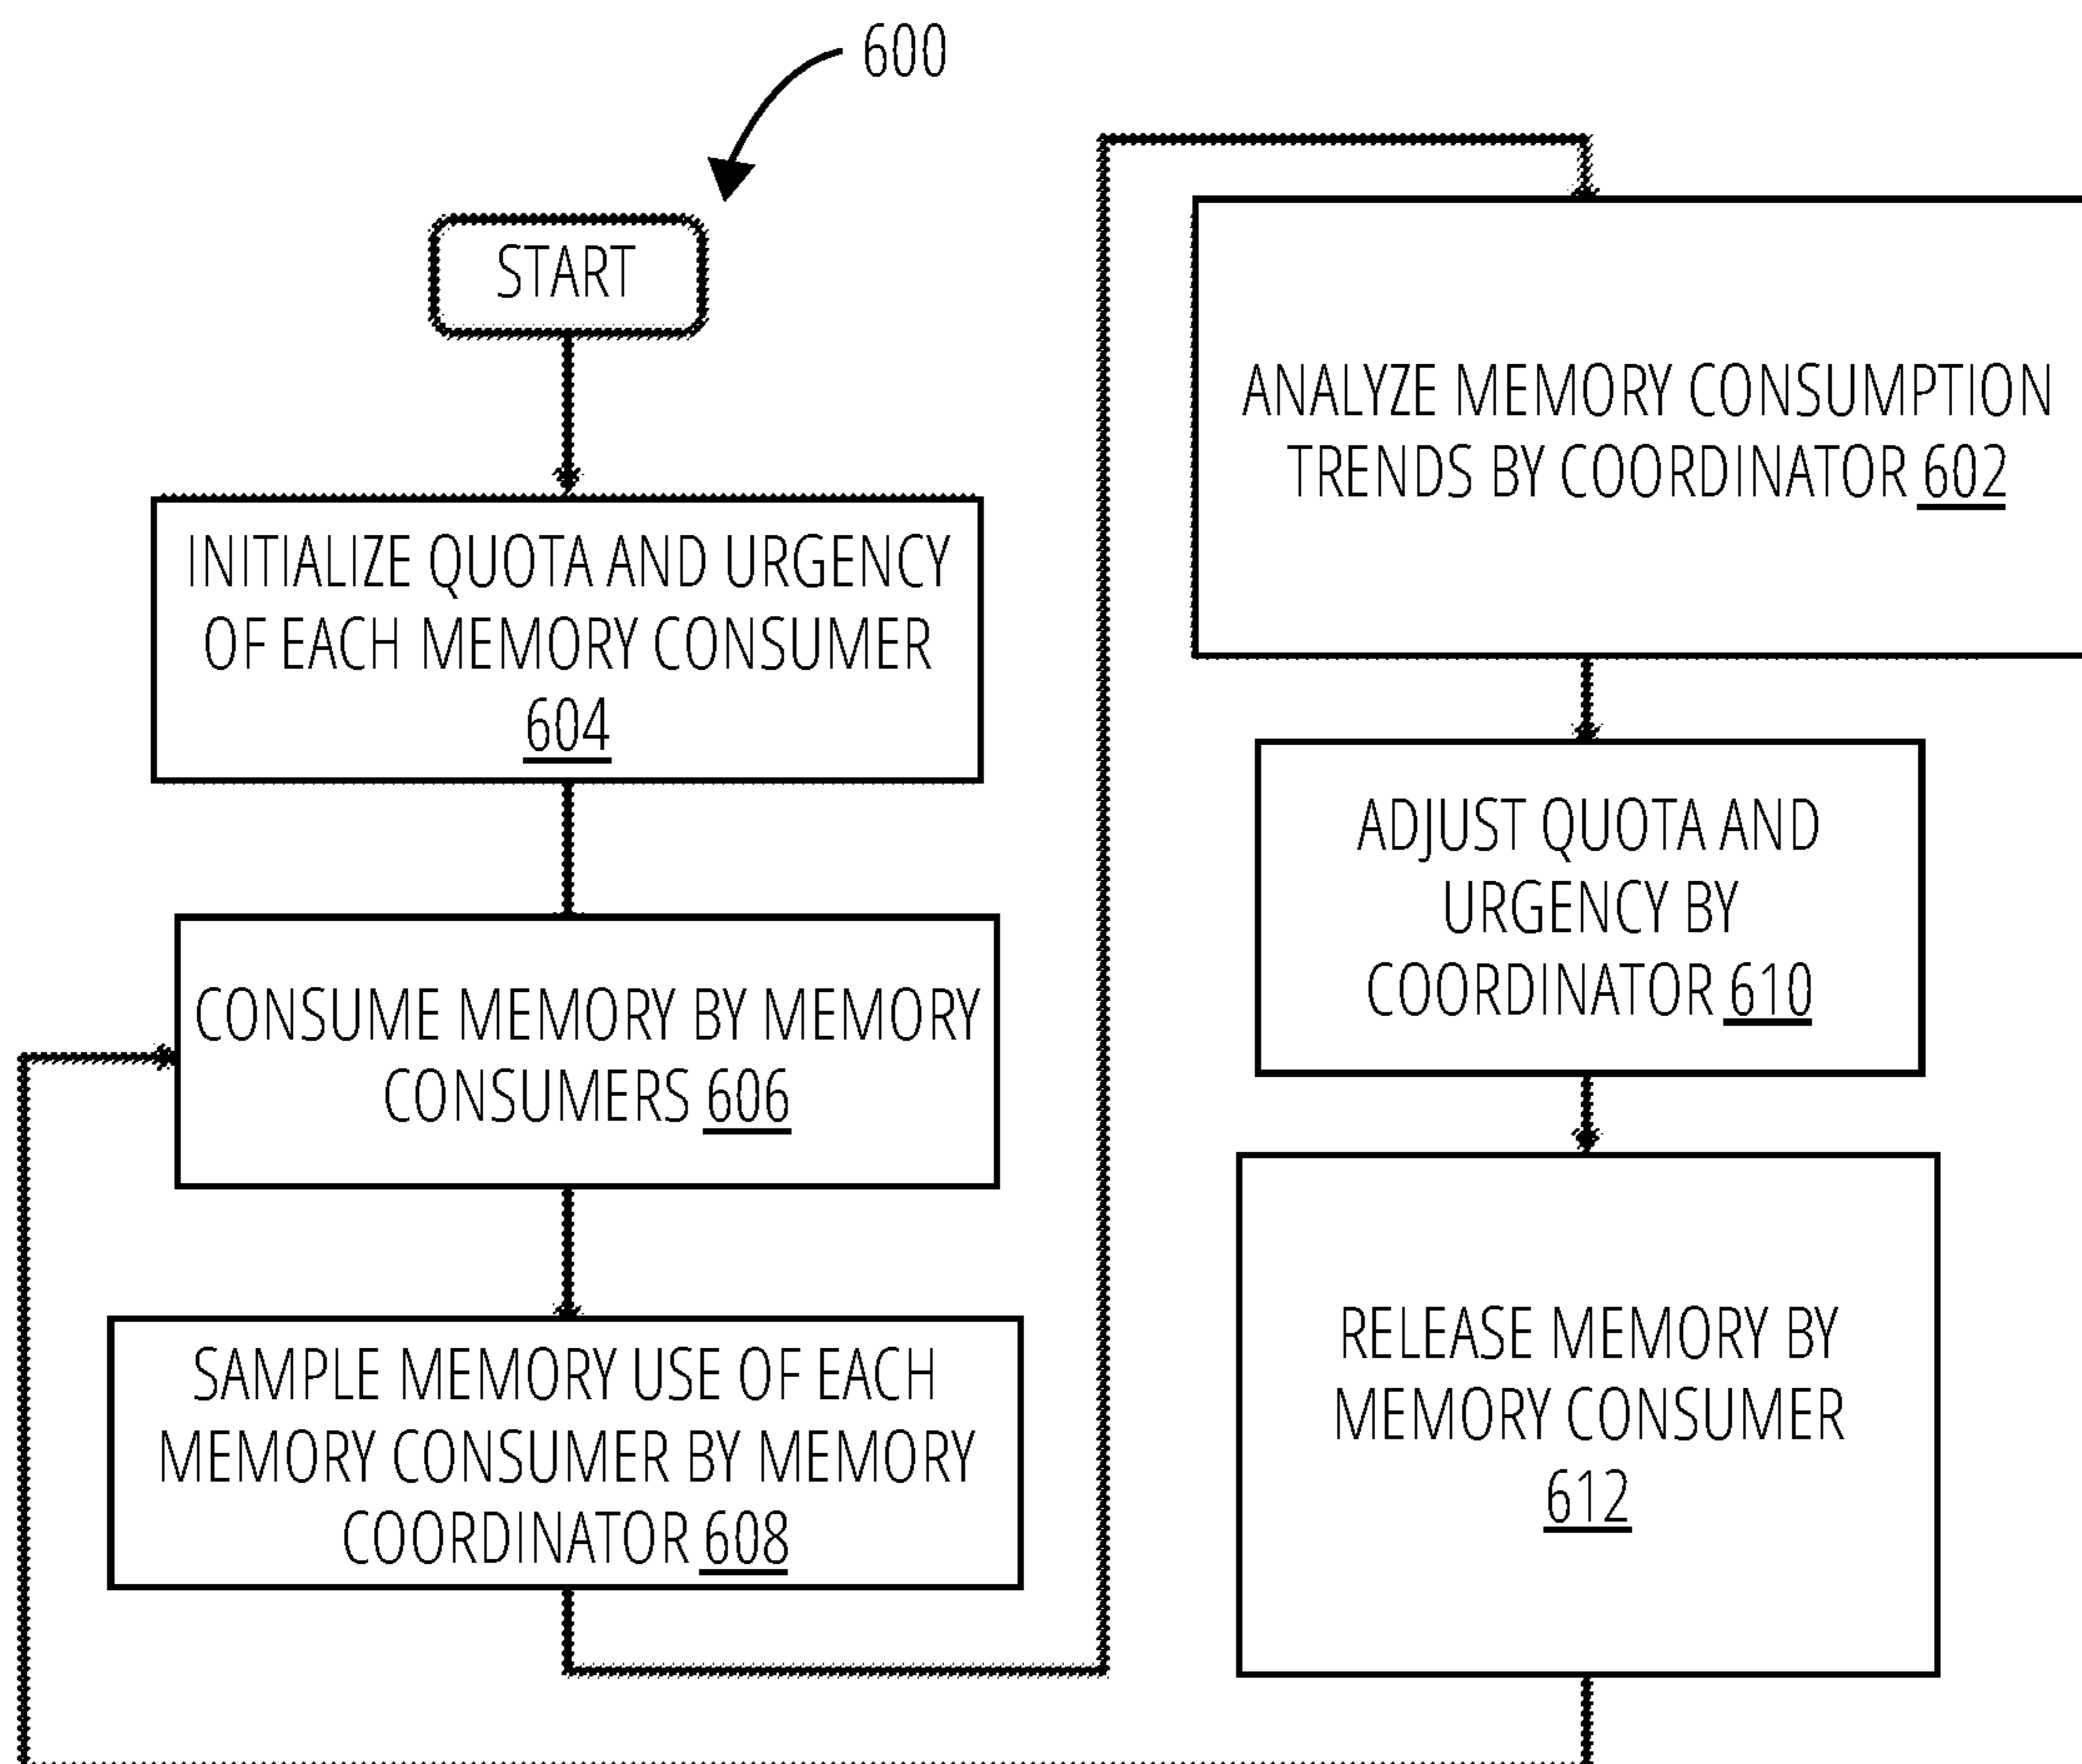 600
START
INITIALIZE QUOTA AND URGENCY
OF EACH MEMORY CONSUMER
604
CONSUME MEMORY BY MEMORY
CONSUMERS 606
SAMPLE MEMORY USE OF EACH
MEMORY CONSUMER BY MEMORY
COORDINATOR 608
ANALYZE MEMORY CONSUMPTION
TRENDS BY COORDINATOR 602
ADJUST QUOTA AND
URGENCY BY
COORDINATOR 610
RELEASE MEMORY BY
MEMORY CONSUMER
612